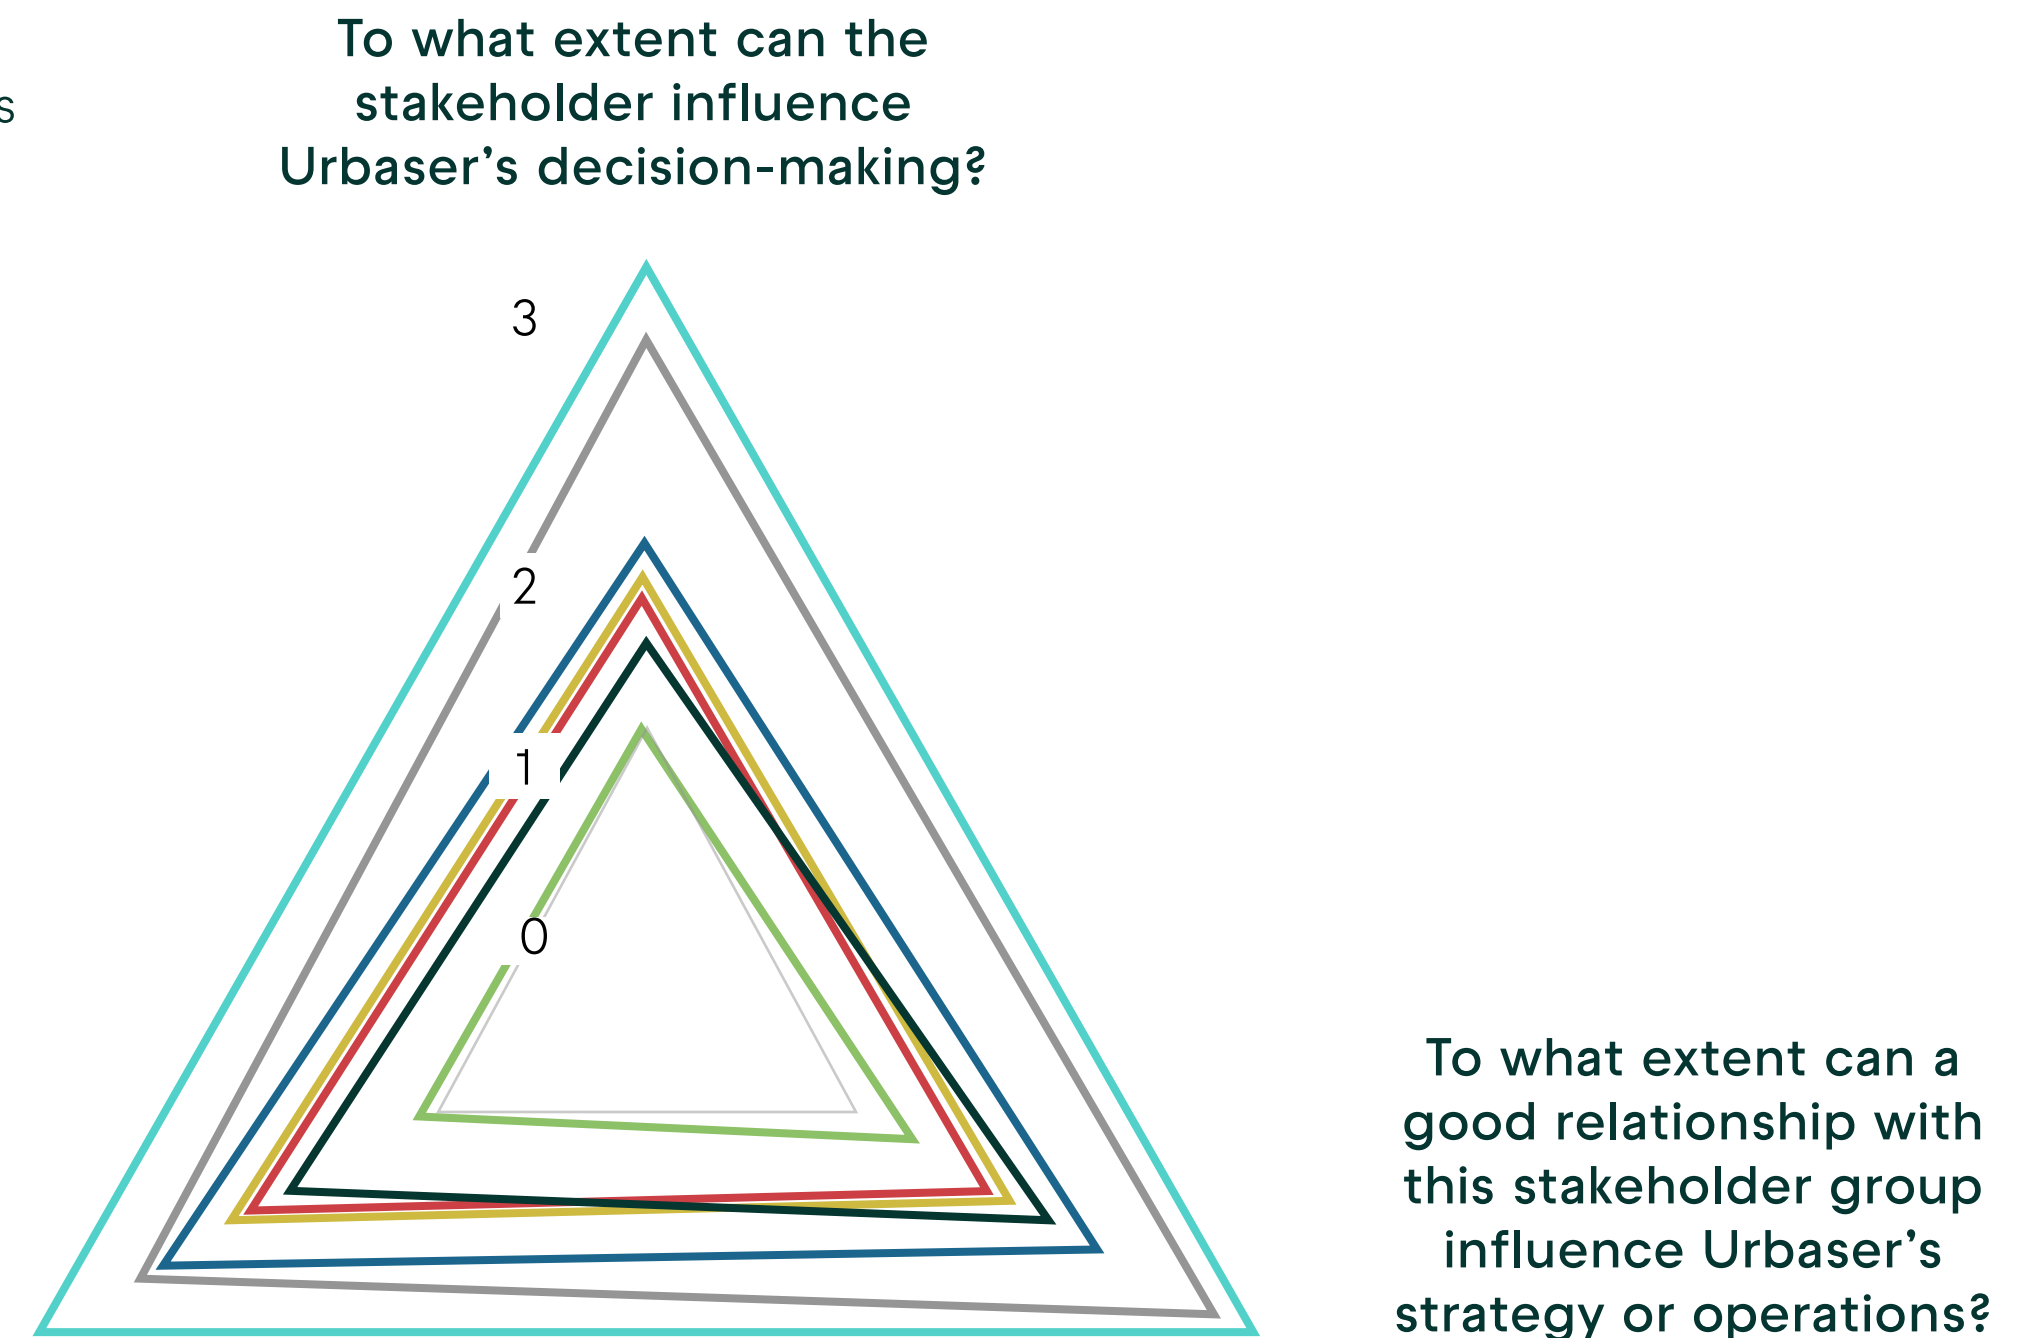 To what extent can the
s
stakeholder influence
Urbaser’s decision-making?
3
2
1
0
To what extent can a
good relationship with
this stakeholder group
influence Urbaser’s
strategy or operations?